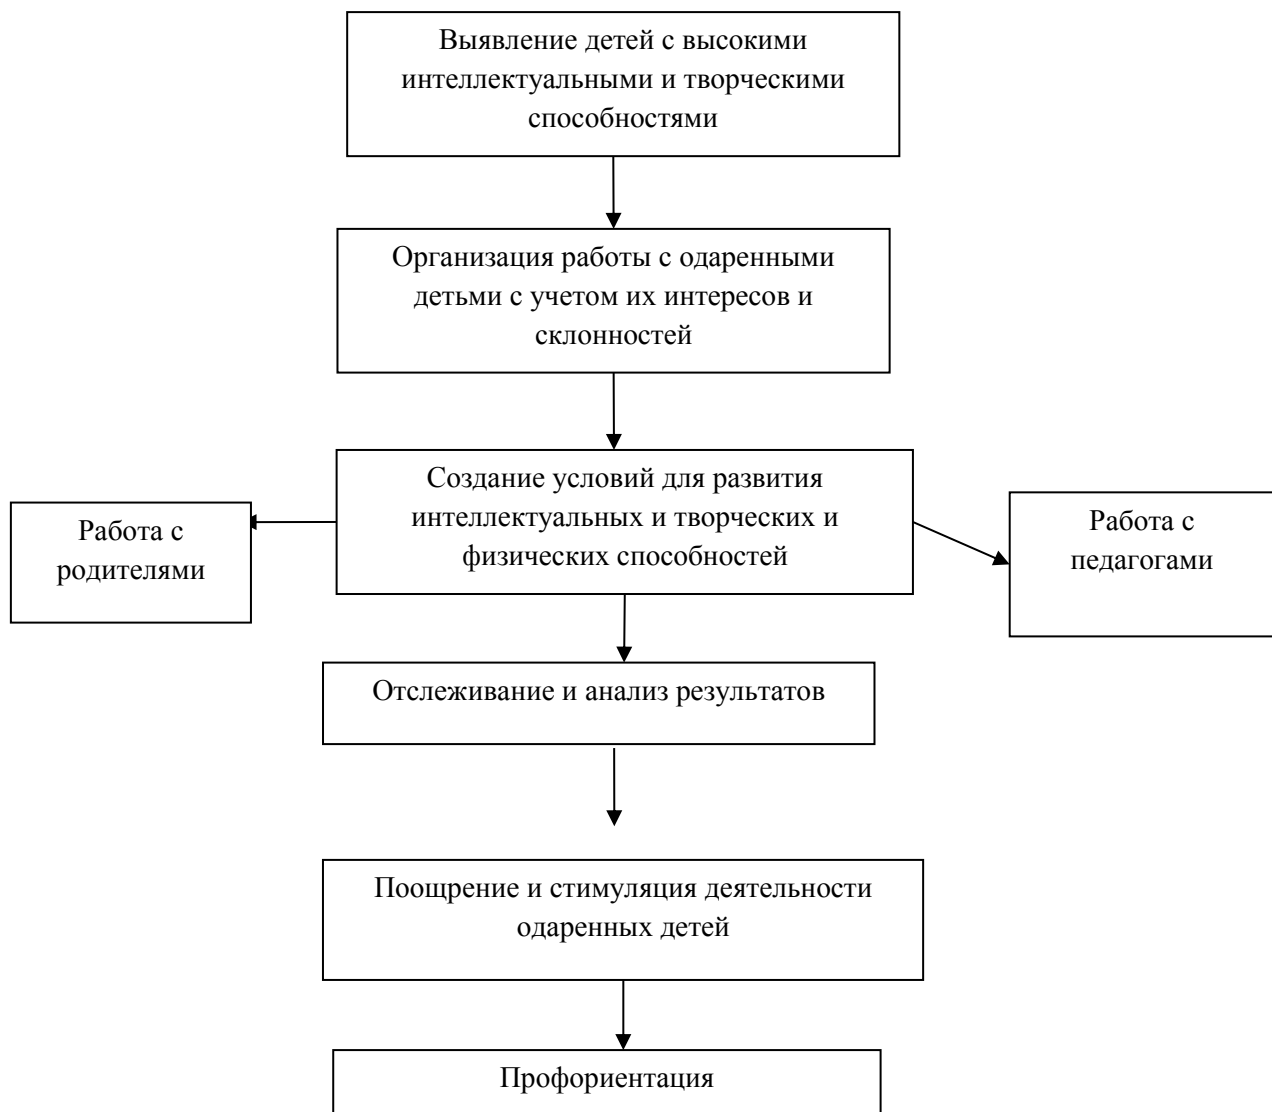 Выявление детей с высокими
интеллектуальными и творческими
способностями
Организация работы с одаренными
детьми с учетом их интересов и
склонностей
Создание условий для развития
интеллектуальных и творческих и
физических способностей
Работа с
родителями
Работа с
педагогами
Отслеживание и анализ результатов
Поощрение и стимуляция деятельности
одаренных детей
Профориентация